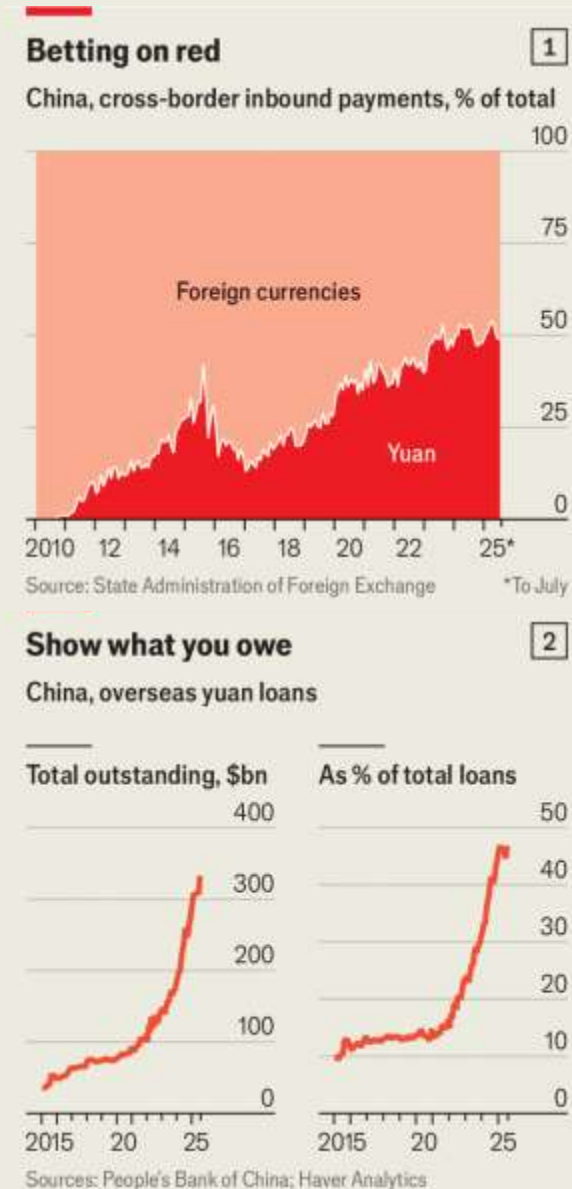 Betting on red
1
China, cross-border inbound payments, % of total
100
75
Foreign currencies
50
25
Yuan
0
2010 12 14 16 18 20 22 25*
Source: State Administration of Foreign Exchange *To July
Show what you owe
2
China, overseas yuan loans
Total outstanding, $bn
400
300
200
100
0
2015 20 25
As % of total loans
50
40
30
20
10
0
2015 20 25
Sources: People's Bank of China; Haver Analytics